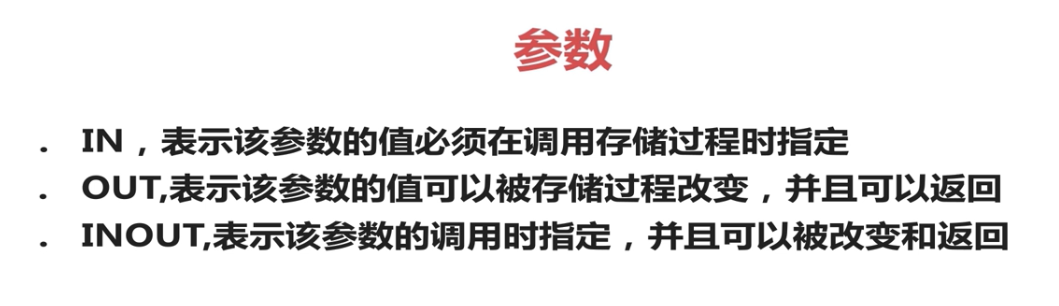 参数
. IN，表示该参数的值必须在调用存储过程时指定
. OUT,表示该参数的值可以被存储过程改变，并且可以返回
. INOUT,表示该参数的调用时指定，并且可以被改变和返回